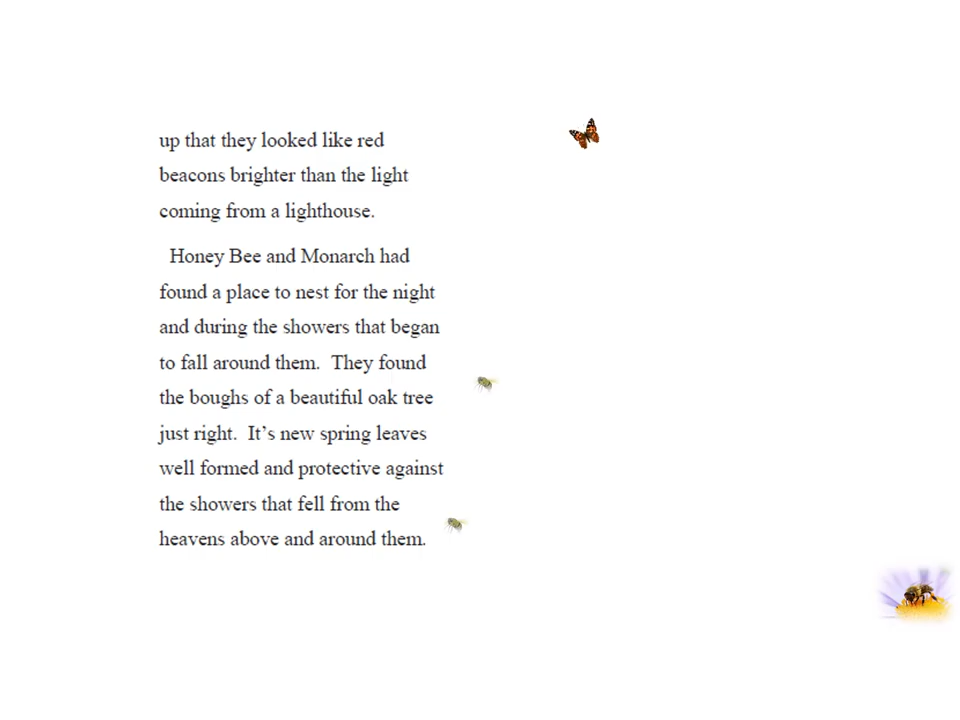 up that they looked like red
beacons brighter than the light
coming from a lighthouse.
Honey Bee and Monarch had
found a place to nest for the night
and during the showers that began
to fall around them.  They found
the boughs of a beautiful oak tree
just right.  It’s new spring leaves
well formed and protective against
the showers that fell from the
heavens above and around them.